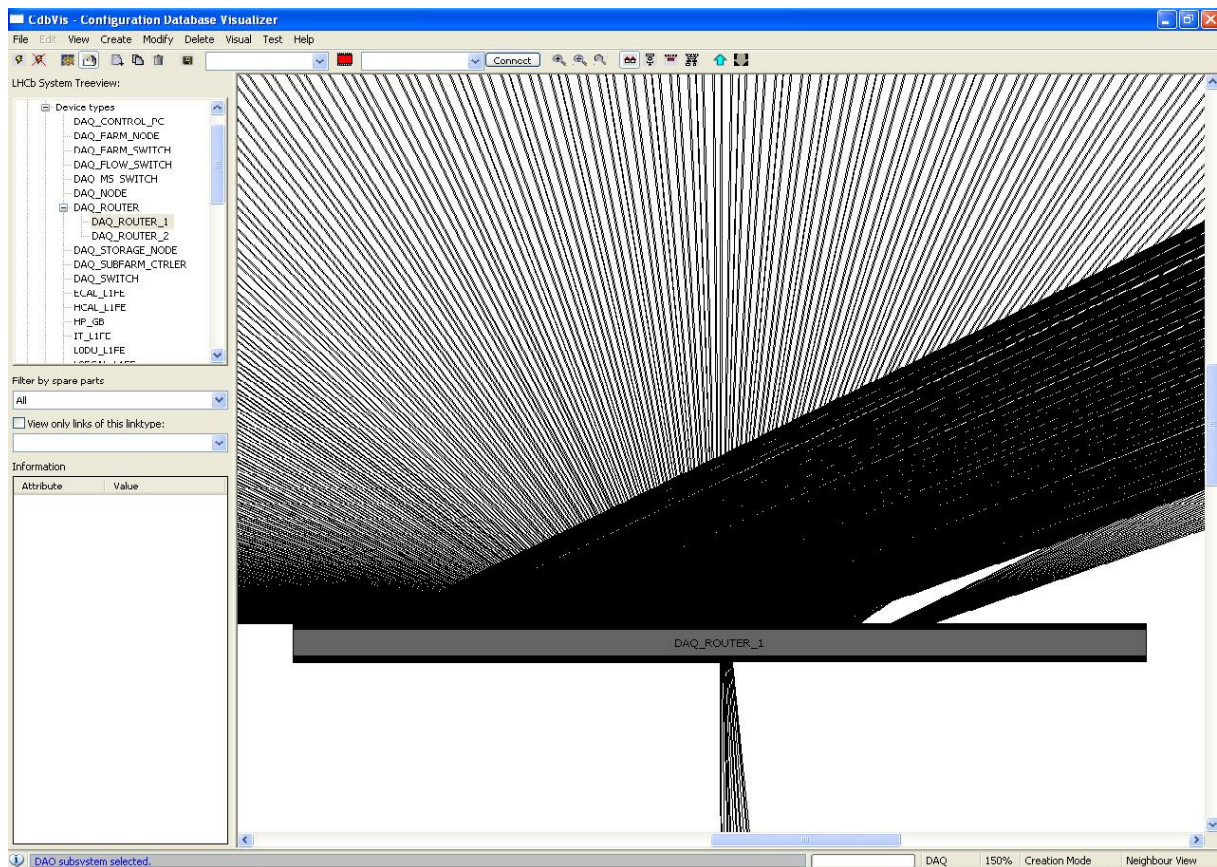 CdbVis - Configuration Database Visualizer
File Edit View Create Modify Delete Visual Test Help
Connect
LHCb System Treeview:
Device types
DAQ_CONTROL_PC
DAQ_FARM_NODE
DAQ_FARM_SWITCH
DAQ_FLOW_SWITCH
DAQ_MS_SWITCH
DAQ_NODE
DAQ_ROUTER
DAQ_ROUTER_1
DAQ_ROUTER_2
DAQ_STORAGE_NODE
DAQ_SUBFARM_CTRLER
DAQ_SWITCH
ECAL_L1FE
HCAL_L1FE
HP_GB
IT_L1FE
L0DU_L1FE
Filter by spare parts
All
View only links of this linktype:
Information
Attribute Value
DAQ_ROUTER_1
DAQ subsystem selected.
DAQ 150% Creation Mode Neighbour View